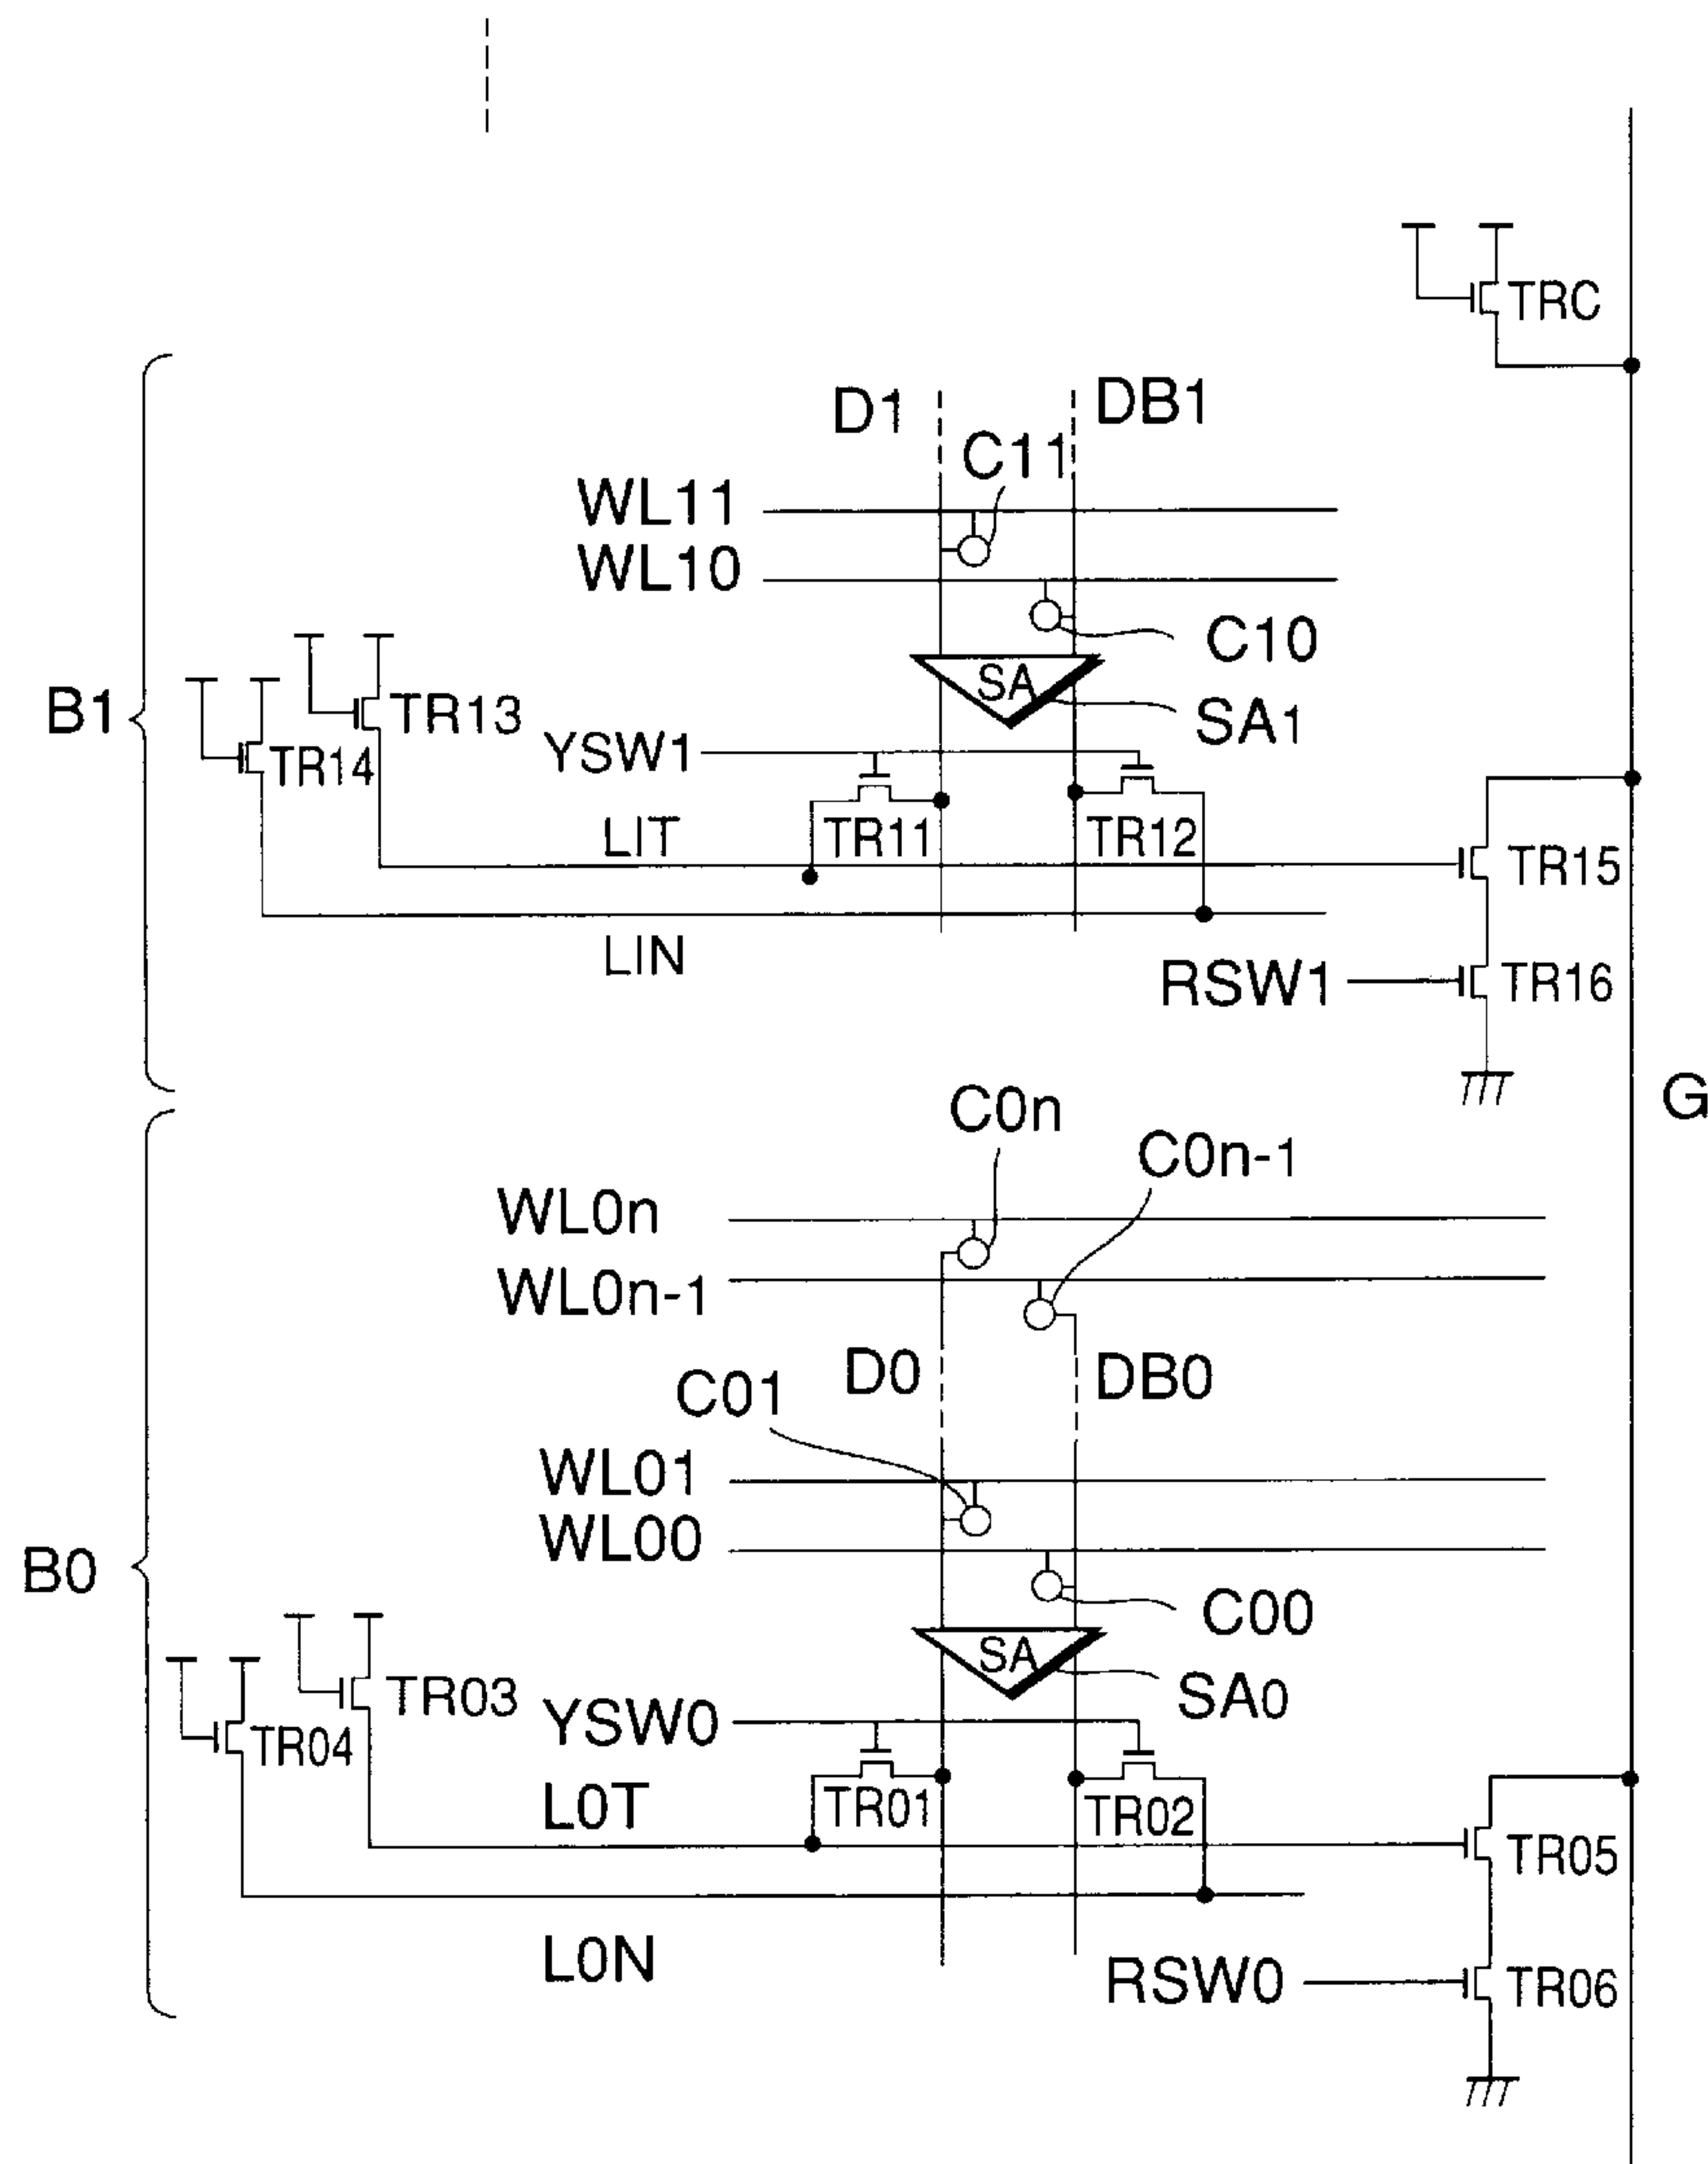 TRC
D1
DB1
C11
WL11
WL10
C10
SA
SA1
B1
TR13
TR14
YSW1
TR11
TR12
LIT
TR15
LIN
RSW1
TR16
G
C0n
C0n-1
WL0n
WL0n-1
D0
DB0
C01
WL01
WL00
B0
C00
SA
SA0
TR03
TR04
YSW0
TR01
TR02
L0T
TR05
L0N
RSW0
TR06